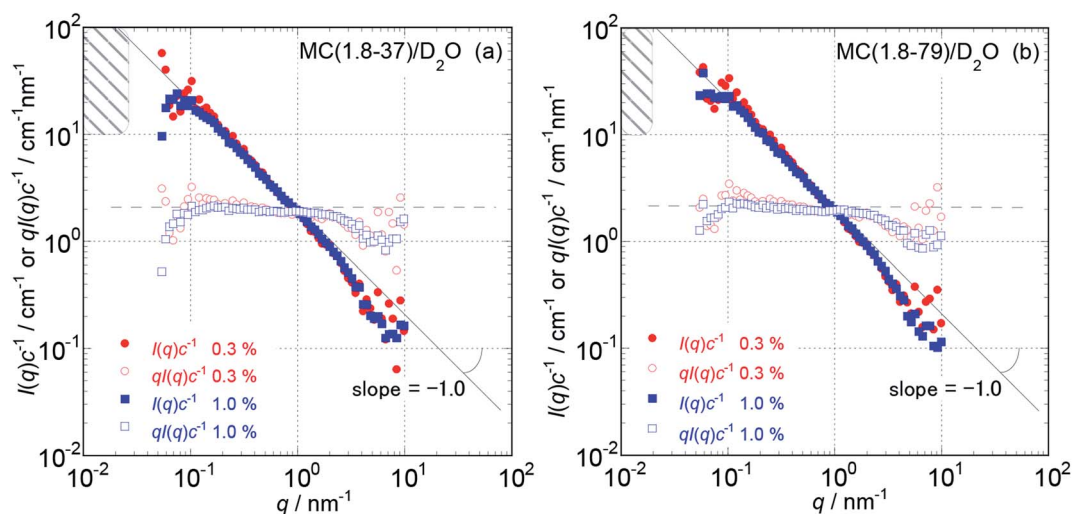 MC(1.8-37)/D₂O (a)
I(q)c⁻¹ / cm⁻¹ or qI(q)c⁻¹ / cm⁻¹nm⁻¹
10²
10¹
10⁰
10⁻¹
10⁻²
I(q)c⁻¹ 0.3 %
qI(q)c⁻¹ 0.3 %
I(q)c⁻¹ 1.0 %
qI(q)c⁻¹ 1.0 %
slope = −1.0
10⁻² 10⁻¹ 10⁰ 10¹ 10²
q / nm⁻¹
MC(1.8-79)/D₂O (b)
I(q)c⁻¹ / cm⁻¹ or qI(q)c⁻¹ / cm⁻¹nm⁻¹
10²
10¹
10⁰
10⁻¹
10⁻²
I(q)c⁻¹ 0.3 %
qI(q)c⁻¹ 0.3 %
I(q)c⁻¹ 1.0 %
qI(q)c⁻¹ 1.0 %
slope = −1.0
10⁻² 10⁻¹ 10⁰ 10¹ 10²
q / nm⁻¹